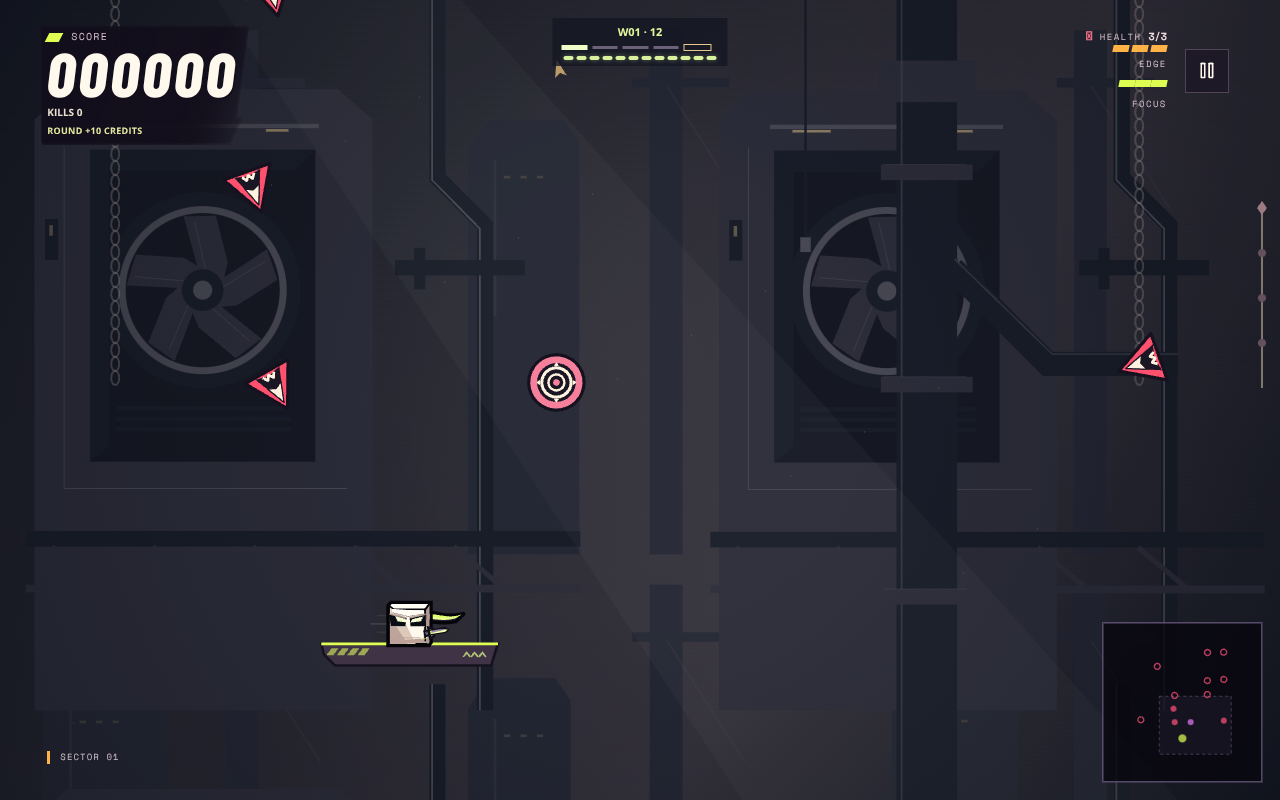 SCORE
000000
KILLS 0
ROUND +10 CREDITS
W01 · 12
HEALTH 3/3
EDGE
FOCUS
SECTOR 01